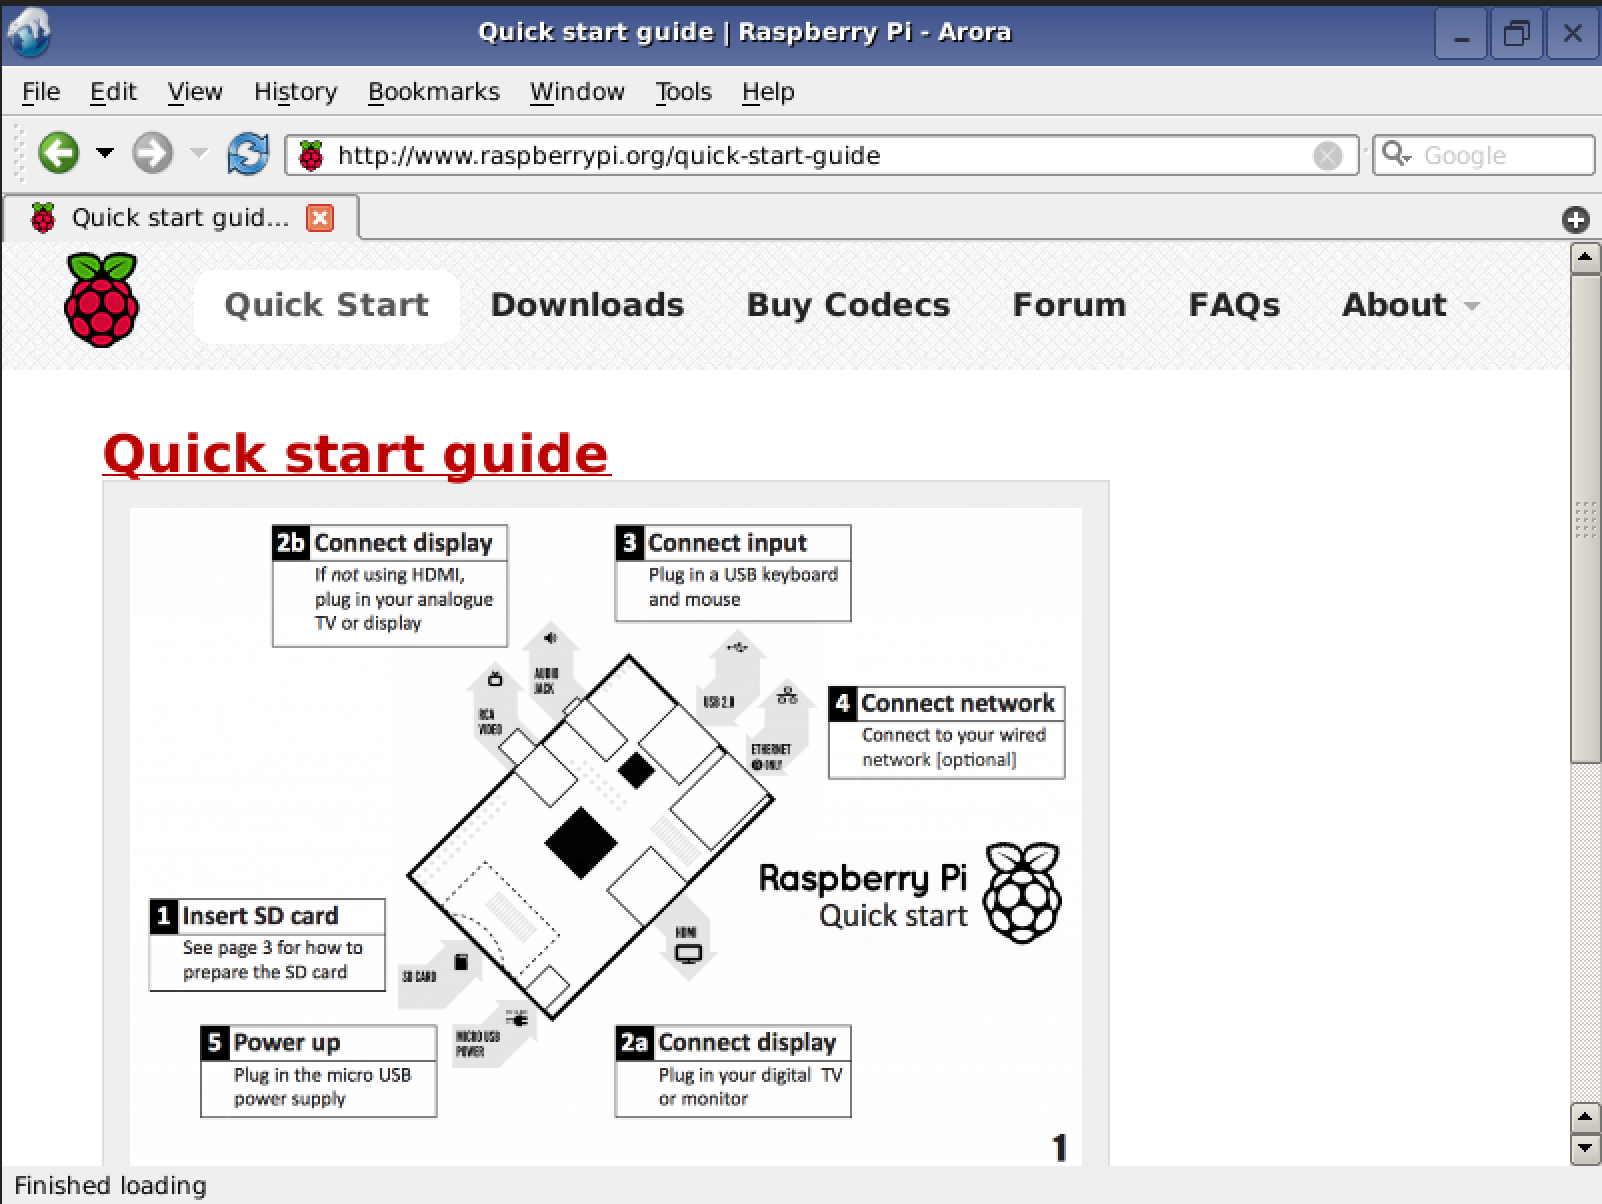 Quick start guide | Raspberry Pi - Arora
File Edit View History Bookmarks Window Tools Help
http://www.raspberrypi.org/quick-start-guide Google
Quick start guid...
Quick Start Downloads Buy Codecs Forum FAQs About
Quick start guide
2b Connect display
If not using HDMI,
plug in your analogue
TV or display
3 Connect input
Plug in a USB keyboard
and mouse
AUDIO
JACK
RCA
VIDEO
USB 2.0
ETHERNET
ONLY
4 Connect network
Connect to your wired
network [optional]
Raspberry Pi
Quick start
1 Insert SD card
See page 3 for how to
prepare the SD card
SD CARD
HDMI
5 Power up
Plug in the micro USB
power supply
MICRO USB
POWER
2a Connect display
Plug in your digital TV
or monitor
1
Finished loading